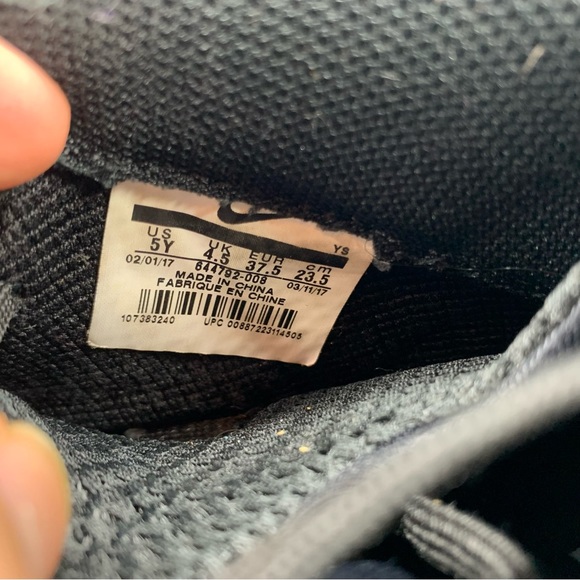 YS
US UK EUR cm
5Y 4.5 37.5 23.5
02/01/17 644792-008 03/11/17
MADE IN CHINA
FABRIQUE EN CHINE
107383240 UPC 00887223114505